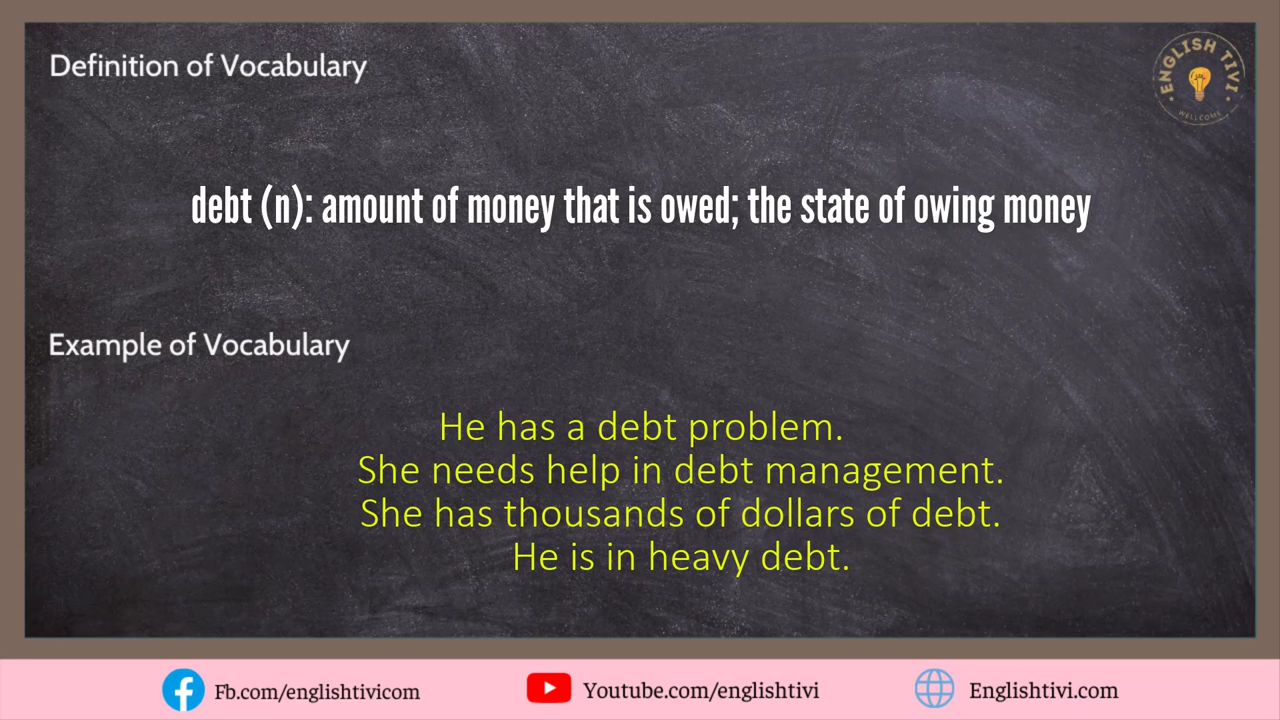 Definition of Vocabulary
ENGLISH TIVI
WELLCOME
debt (n): amount of money that is owed; the state of owing money
Example of Vocabulary
He has a debt problem.
She needs help in debt management.
She has thousands of dollars of debt.
He is in heavy debt.
Fb.com/englishtivicom
Youtube.com/englishtivi
Englishtivi.com